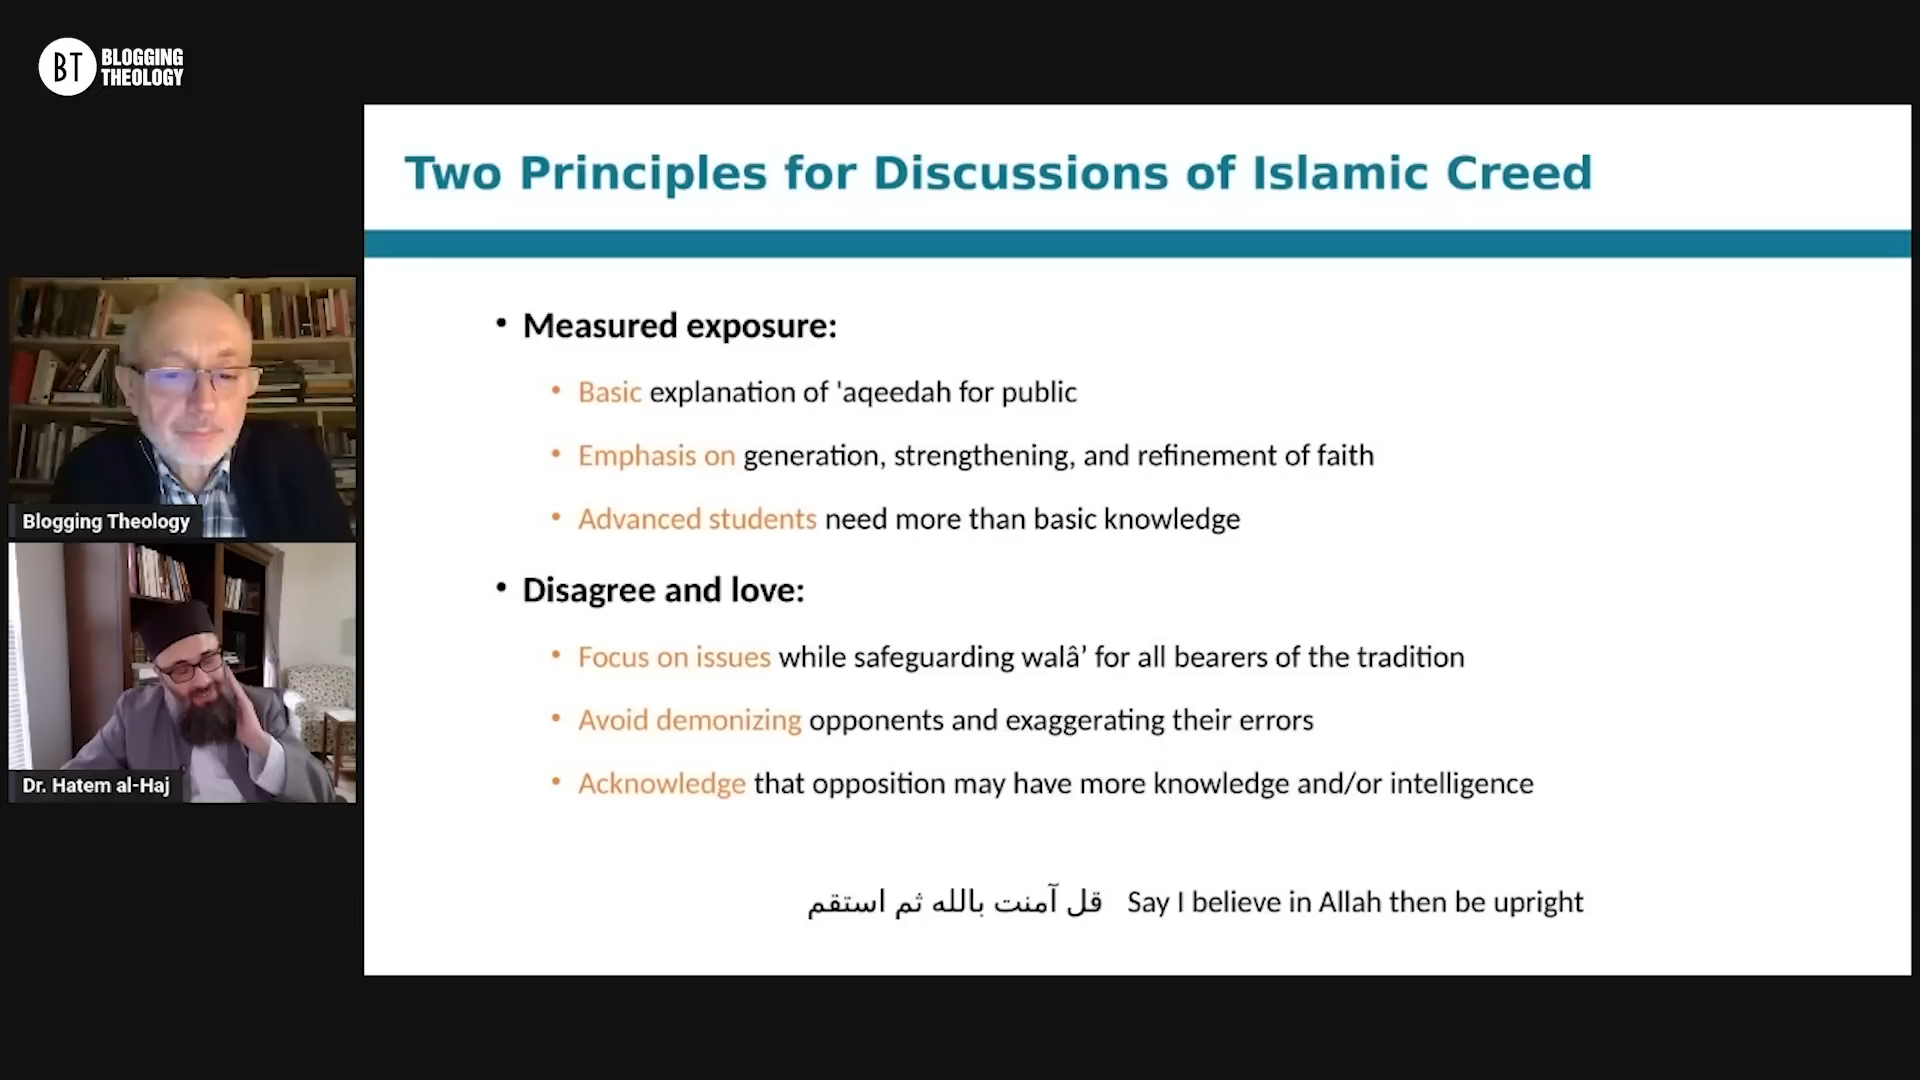 BT BLOGGING
THEOLOGY
Two Principles for Discussions of Islamic Creed
• Measured exposure:
• Basic explanation of 'aqeedah for public
• Emphasis on generation, strengthening, and refinement of faith
• Advanced students need more than basic knowledge
• Disagree and love:
• Focus on issues while safeguarding walâ’ for all bearers of the tradition
• Avoid demonizing opponents and exaggerating their errors
• Acknowledge that opposition may have more knowledge and/or intelligence
قل آمنت بالله ثم استقم Say I believe in Allah then be upright
Blogging Theology
Dr. Hatem al-Haj